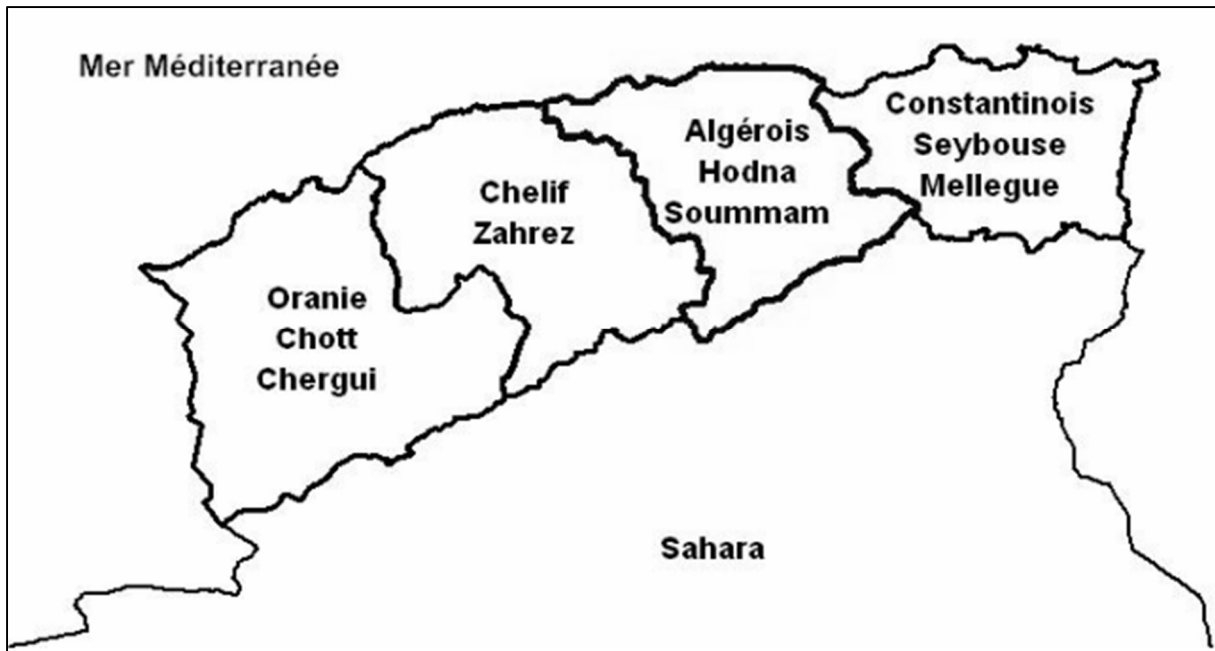 Mer Méditerranée
Constantinois
Seybouse
Mellegue
Algérois
Hodna
Soummam
Chelif
Zahrez
Oranie
Chott
Chergui
Sahara